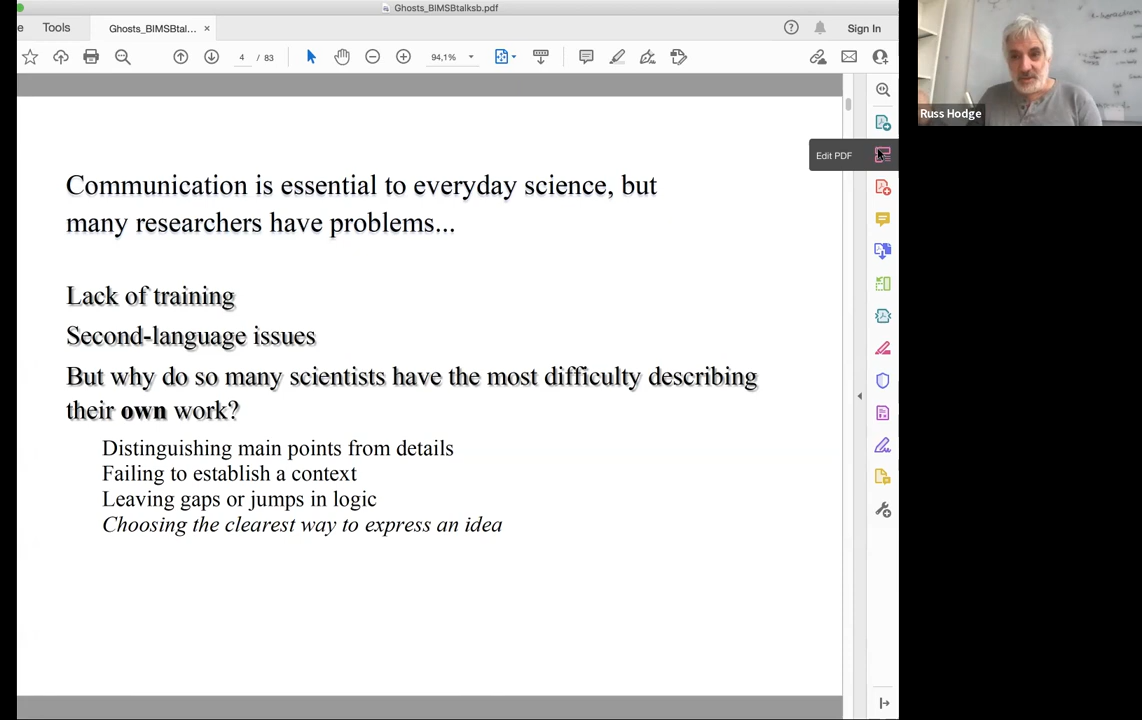 Ghosts_BIMSBtalksb.pdf
e
Tools
Ghosts_BIMSBtal... ×
Sign In
4 / 83
94,1%
Edit PDF
Russ Hodge
Communication is essential to everyday science, but
many researchers have problems...
Lack of training
Second-language issues
But why do so many scientists have the most difficulty describing
their own work?
Distinguishing main points from details
Failing to establish a context
Leaving gaps or jumps in logic
Choosing the clearest way to express an idea